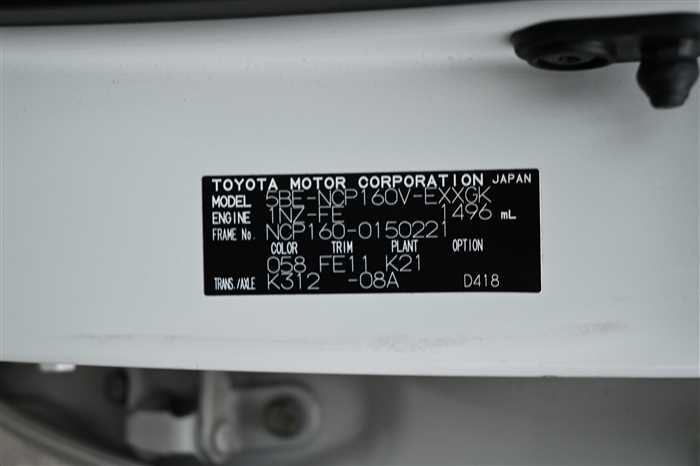 TOYOTA MOTOR CORPORATION JAPAN
MODEL 5BE-NCP160V-EXXGK
ENGINE 1NZ-FE 1496 mL
FRAME No. NCP160-0150221
COLOR TRIM PLANT OPTION
058 FE11 K21
TRANS./AXLE K312 -08A D418